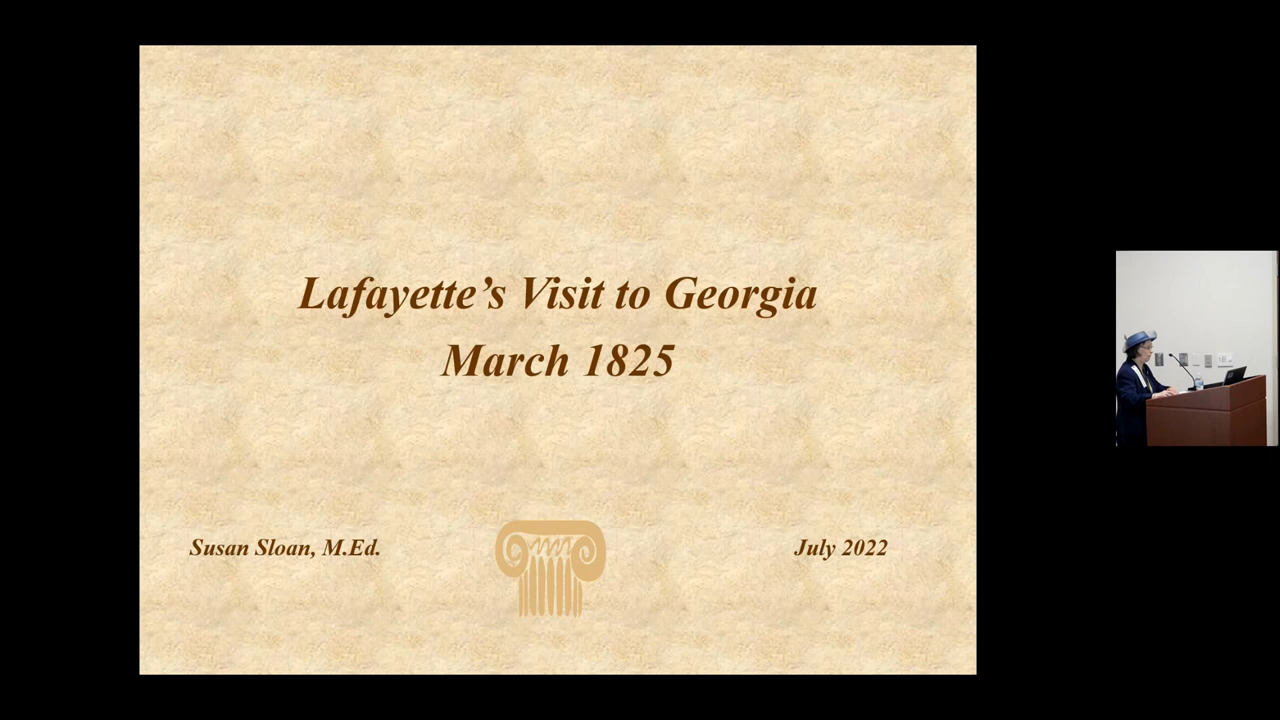 Lafayette’s Visit to Georgia
March 1825
Susan Sloan, M.Ed.
July 2022